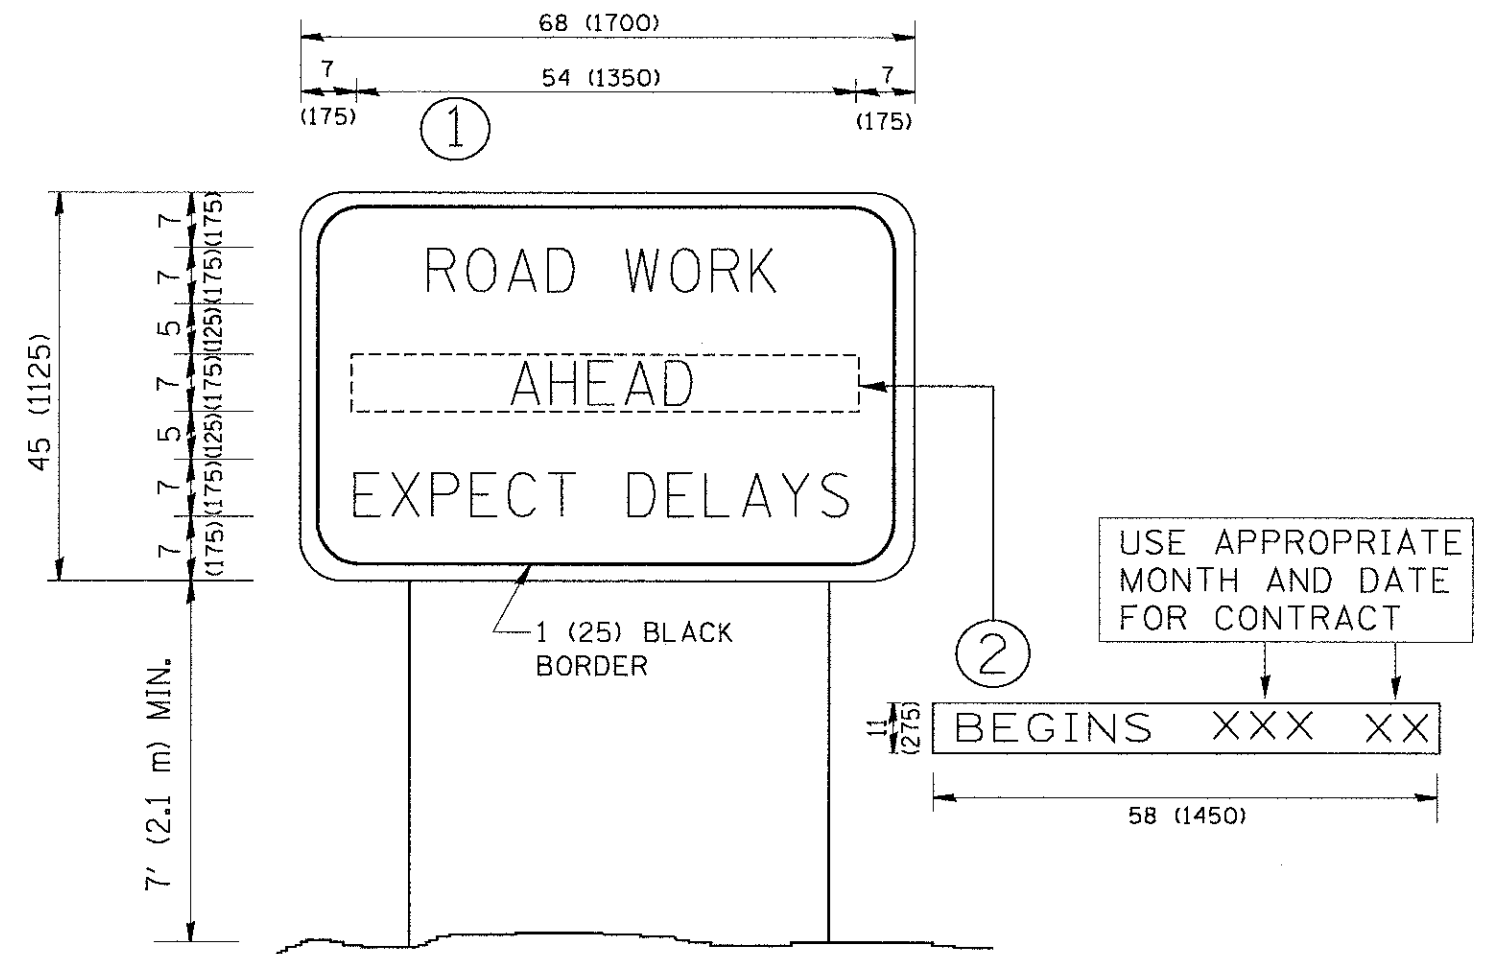 68 (1700)
7
54 (1350)
7
(175)
(175)
1
45 (1125)
7
(175)
7
(175)
5
(125)
7
(175)
5
(125)
7
(175)
7
(175)
ROAD WORK
AHEAD
EXPECT DELAYS
1 (25) BLACK
BORDER
7' (2.1 m) MIN.
2
USE APPROPRIATE
MONTH AND DATE
FOR CONTRACT
11
(275)
BEGINS XXX XX
58 (1450)